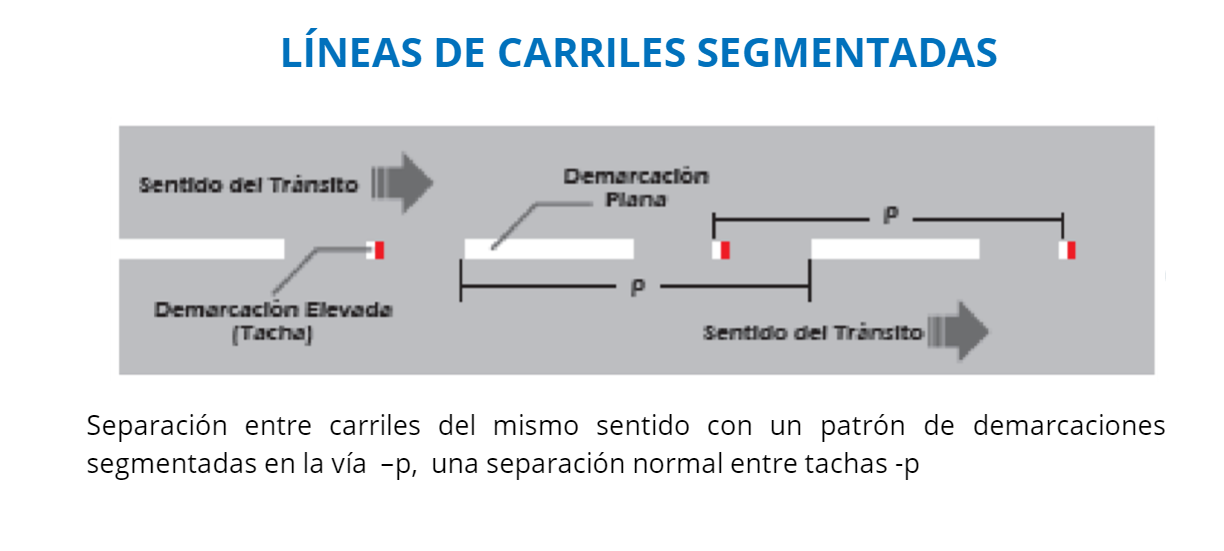 LÍNEAS DE CARRILES SEGMENTADAS
Sentido del Tránsito
Demarcación
Plana
p
p
Demarcación Elevada
(Tacha)
Sentido del Tránsito
Separación entre carriles del mismo sentido con un patrón de demarcaciones
segmentadas en la vía –p, una separación normal entre tachas -p